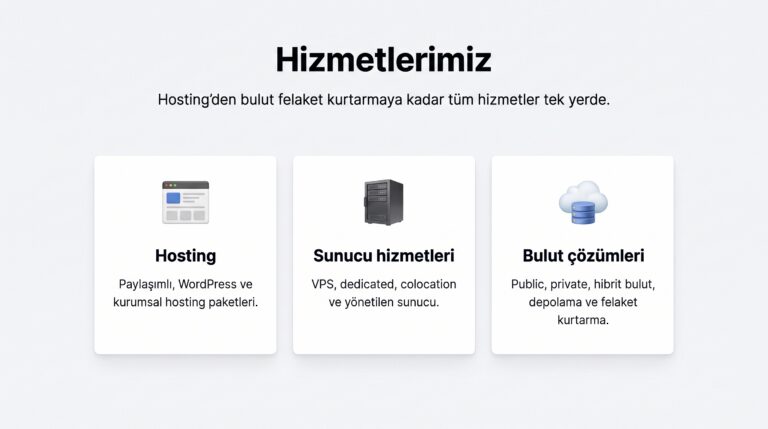 Hizmetlerimiz
Hosting'den bulut felaket kurtarmaya kadar tüm hizmetler tek yerde.
Hosting
Paylaşımlı, WordPress ve
kurumsal hosting paketleri.
Sunucu hizmetleri
VPS, dedicated, colocation
ve yönetilen sunucu.
Bulut çözümleri
Public, private, hibrit bulut,
depolama ve felaket
kurtarma.